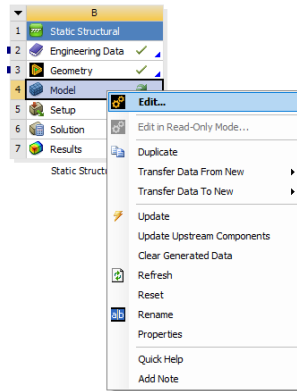 B
1 Static Structural
2 Engineering Data
3 Geometry
4 Model
5 Setup
6 Solution
7 Results
Static Struct
Edit...
Edit in Read-Only Mode...
Duplicate
Transfer Data From New
Transfer Data To New
Update
Update Upstream Components
Clear Generated Data
Refresh
Reset
a|b Rename
Properties
Quick Help
Add Note